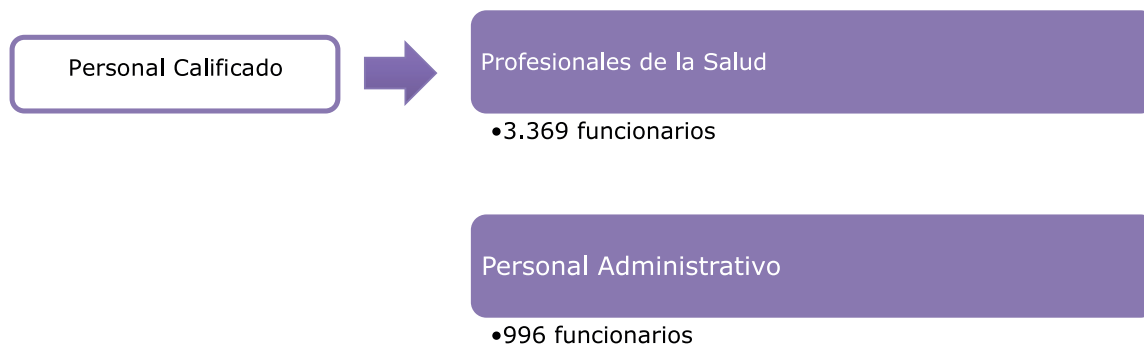 Personal Calificado
Profesionales de la Salud
•3.369 funcionarios
Personal Administrativo
•996 funcionarios